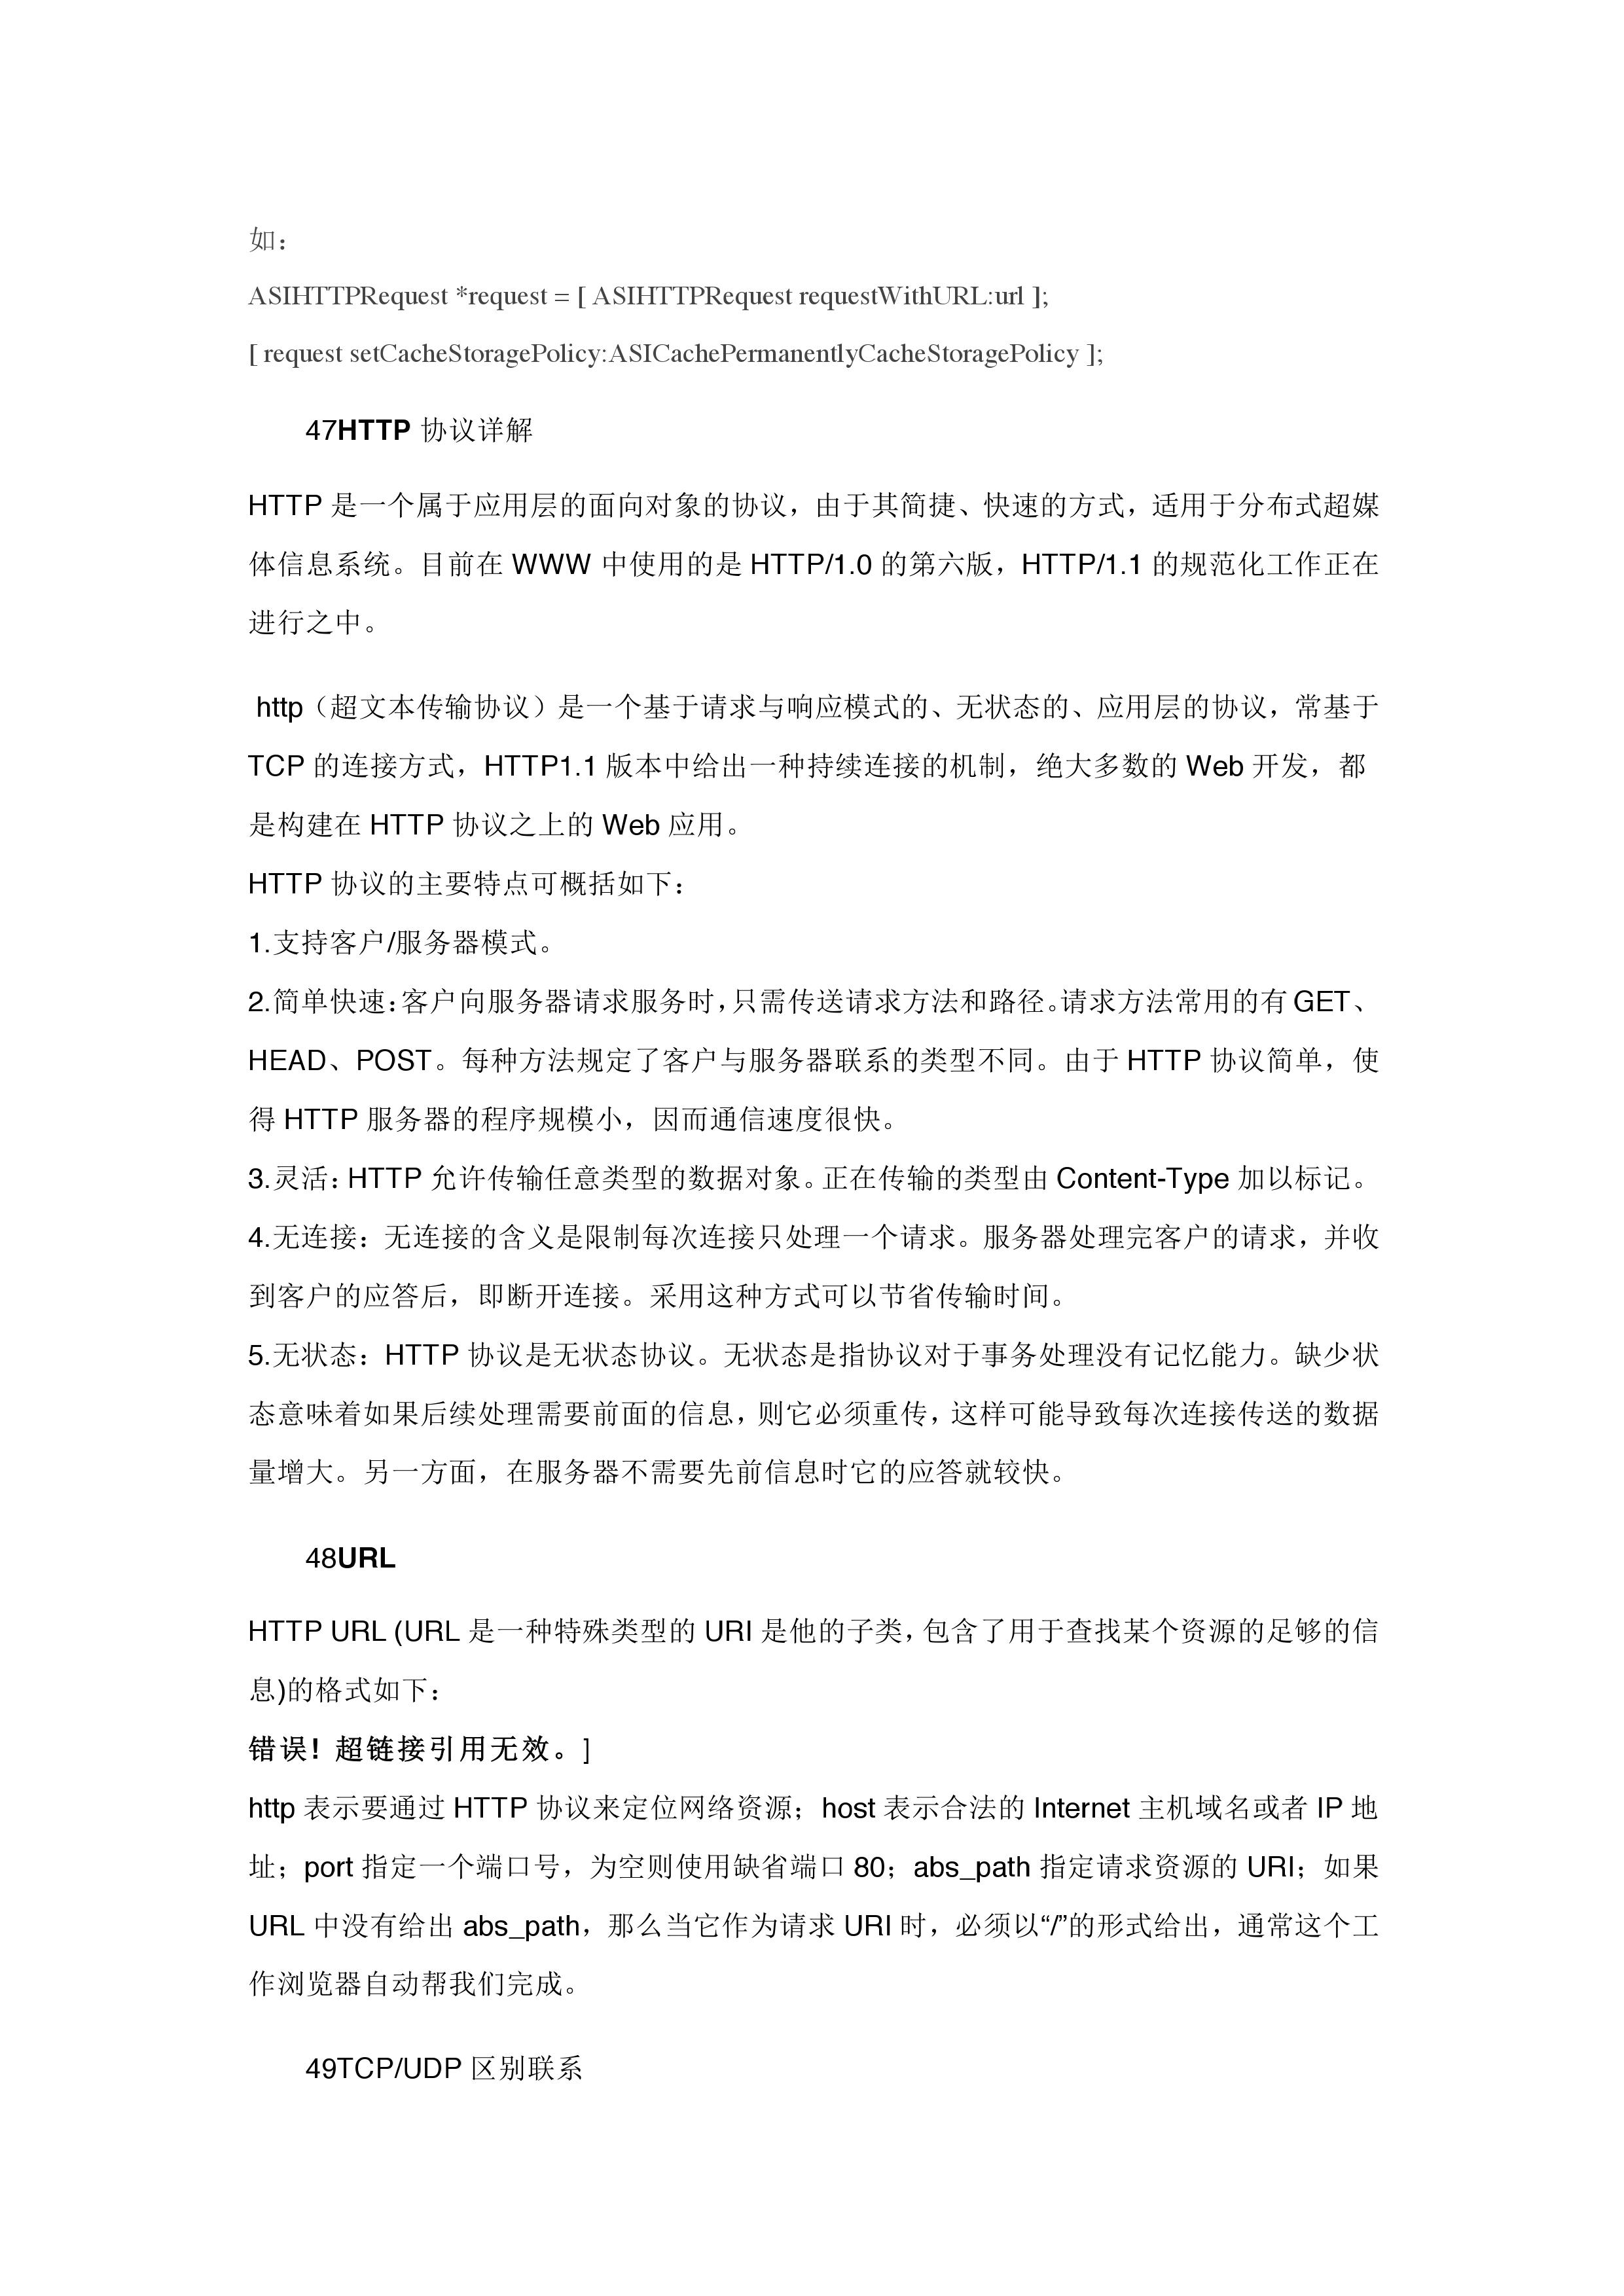 如：
ASIHTTPRequest *request = [ ASIHTTPRequest requestWithURL:url ];
[ request setCacheStoragePolicy:ASICachePermanentlyCacheStoragePolicy ];
47HTTP 协议详解
HTTP 是一个属于应用层的面向对象的协议，由于其简捷、快速的方式，适用于分布式超媒
体信息系统。目前在 WWW 中使用的是 HTTP/1.0 的第六版，HTTP/1.1 的规范化工作正在
进行之中。
http（超文本传输协议）是一个基于请求与响应模式的、无状态的、应用层的协议，常基于
TCP 的连接方式，HTTP1.1 版本中给出一种持续连接的机制，绝大多数的 Web 开发，都
是构建在 HTTP 协议之上的 Web 应用。
HTTP 协议的主要特点可概括如下：
1.支持客户/服务器模式。
2.简单快速：客户向服务器请求服务时，只需传送请求方法和路径。请求方法常用的有 GET、
HEAD、POST。每种方法规定了客户与服务器联系的类型不同。由于 HTTP 协议简单，使
得 HTTP 服务器的程序规模小，因而通信速度很快。
3.灵活：HTTP 允许传输任意类型的数据对象。正在传输的类型由 Content-Type 加以标记。
4.无连接：无连接的含义是限制每次连接只处理一个请求。服务器处理完客户的请求，并收
到客户的应答后，即断开连接。采用这种方式可以节省传输时间。
5.无状态：HTTP 协议是无状态协议。无状态是指协议对于事务处理没有记忆能力。缺少状
态意味着如果后续处理需要前面的信息，则它必须重传，这样可能导致每次连接传送的数据
量增大。另一方面，在服务器不需要先前信息时它的应答就较快。
48URL
HTTP URL (URL 是一种特殊类型的 URI 是他的子类，包含了用于查找某个资源的足够的信
息)的格式如下：
错误！超链接引用无效。]
http 表示要通过 HTTP 协议来定位网络资源；host 表示合法的 Internet 主机域名或者 IP 地
址；port 指定一个端口号，为空则使用缺省端口 80；abs_path 指定请求资源的 URI；如果
URL 中没有给出 abs_path，那么当它作为请求 URI 时，必须以“/”的形式给出，通常这个工
作浏览器自动帮我们完成。
49TCP/UDP 区别联系